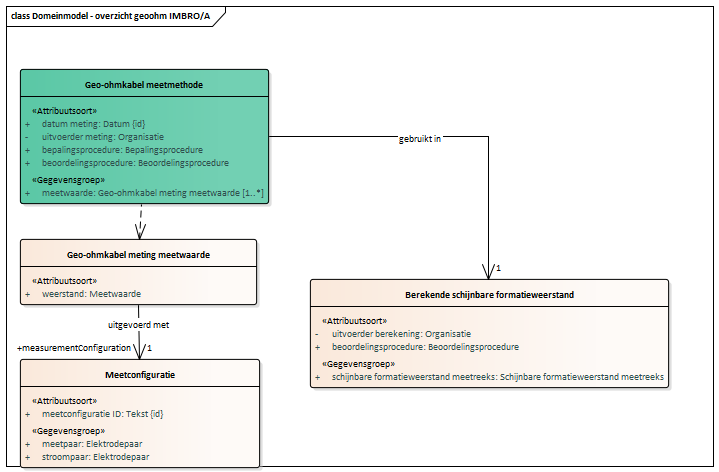 class Domeinmodel - overzicht geoohm IMBRO/A
Geo-ohmkabel meetmethode
«Attribuutsoort»
+ datum meting: Datum {id}
- uitvoerder meting: Organisatie
+ bepalingsprocedure: Bepalingsprocedure
+ beoordelingsprocedure: Beoordelingsprocedure
«Gegevensgroep»
+ meetwaarde: Geo-ohmkabel meting meetwaarde [1..*]
gebruikt in
1
Geo-ohmkabel meting meetwaarde
«Attribuutsoort»
+ weerstand: Meetwaarde
uitgevoerd met
+measurementConfiguration 1
Berekende schijnbare formatieweerstand
«Attribuutsoort»
- uitvoerder berekening: Organisatie
+ beoordelingsprocedure: Beoordelingsprocedure
«Gegevensgroep»
+ schijnbare formatieweerstand meetreeks: Schijnbare formatieweerstand meetreeks
Meetconfiguratie
«Attribuutsoort»
+ meetconfiguratie ID: Tekst {id}
«Gegevensgroep»
+ meetpaar: Elektrodepaar
+ stroompaar: Elektrodepaar